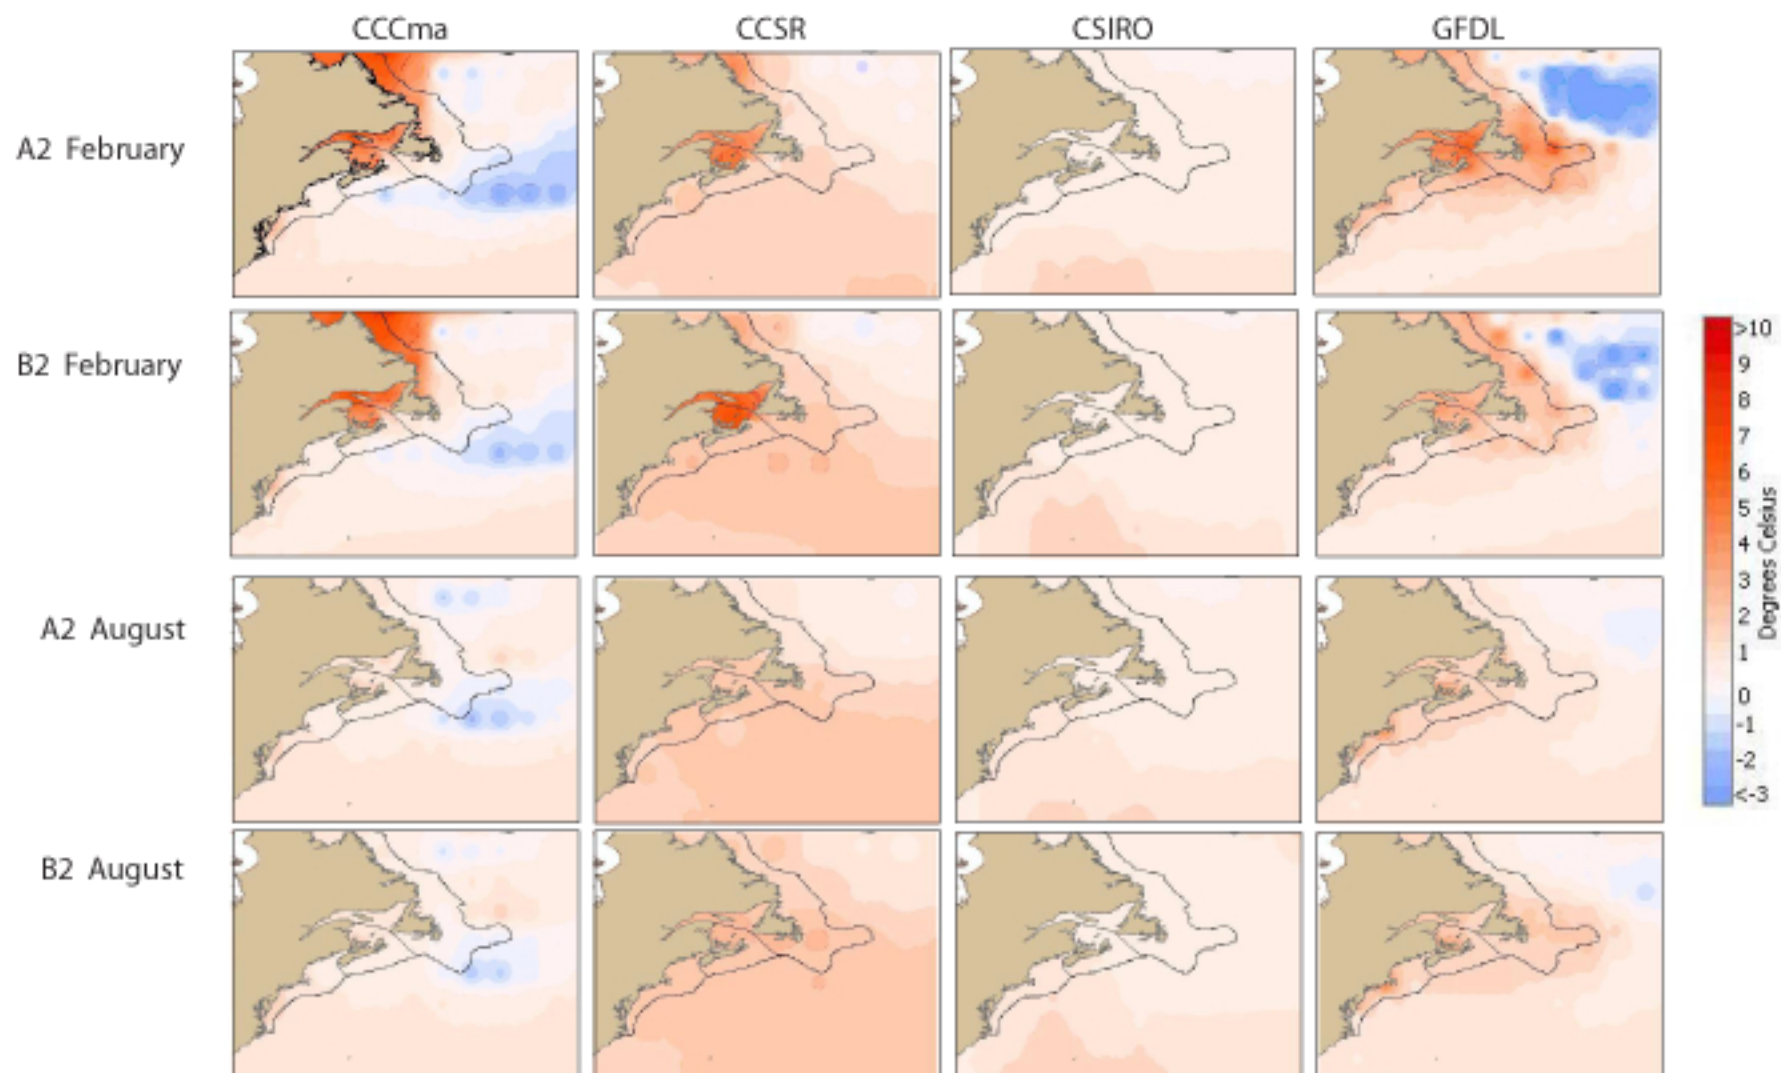 CCCma CCSR CSIRO GFDL
A2 February
B2 February
A2 August
B2 August
>10
9
8
7
6
5
4
3
2
1
0
-1
-2
<-3
Degrees Celsius